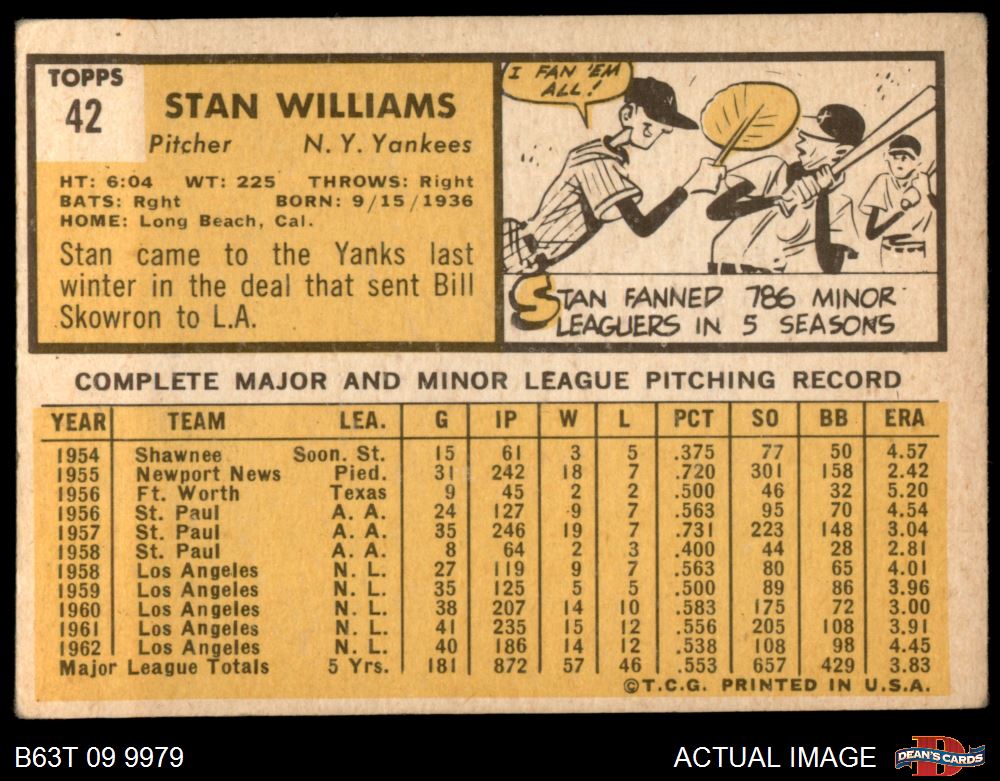 TOPPS
42
STAN WILLIAMS
Pitcher N. Y. Yankees
HT: 6:04 WT: 225 THROWS: Right
BATS: Rght BORN: 9/15/1936
HOME: Long Beach, Cal.
Stan came to the Yanks last
winter in the deal that sent Bill
Skowron to L.A.
I FAN 'EM
ALL!
STAN FANNED 786 MINOR
LEAGUERS IN 5 SEASONS
COMPLETE MAJOR AND MINOR LEAGUE PITCHING RECORD
YEAR TEAM LEA. G IP W L PCT SO BB ERA
1954 Shawnee Soon. St. 15 61 3 5 .375 77 50 4.57
1955 Newport News Pied. 31 242 18 7 .720 301 158 2.42
1956 Ft. Worth Texas 9 45 2 2 .500 46 32 5.20
1956 St. Paul A. A. 24 127 9 7 .563 95 70 4.54
1957 St. Paul A. A. 35 246 19 7 .731 223 148 3.04
1958 St. Paul A. A. 8 64 2 3 .400 44 28 2.81
1958 Los Angeles N. L. 27 119 9 7 .563 80 65 4.01
1959 Los Angeles N. L. 35 125 5 5 .500 89 86 3.96
1960 Los Angeles N. L. 38 207 14 10 .583 175 72 3.00
1961 Los Angeles N. L. 41 235 15 12 .556 205 108 3.91
1962 Los Angeles N. L. 40 186 14 12 .538 108 98 4.45
Major League Totals 5 Yrs. 181 872 57 46 .553 657 429 3.83
©T.C.G. PRINTED IN U.S.A.
B63T 09 9979
ACTUAL IMAGE
D
DEAN'S CARDS